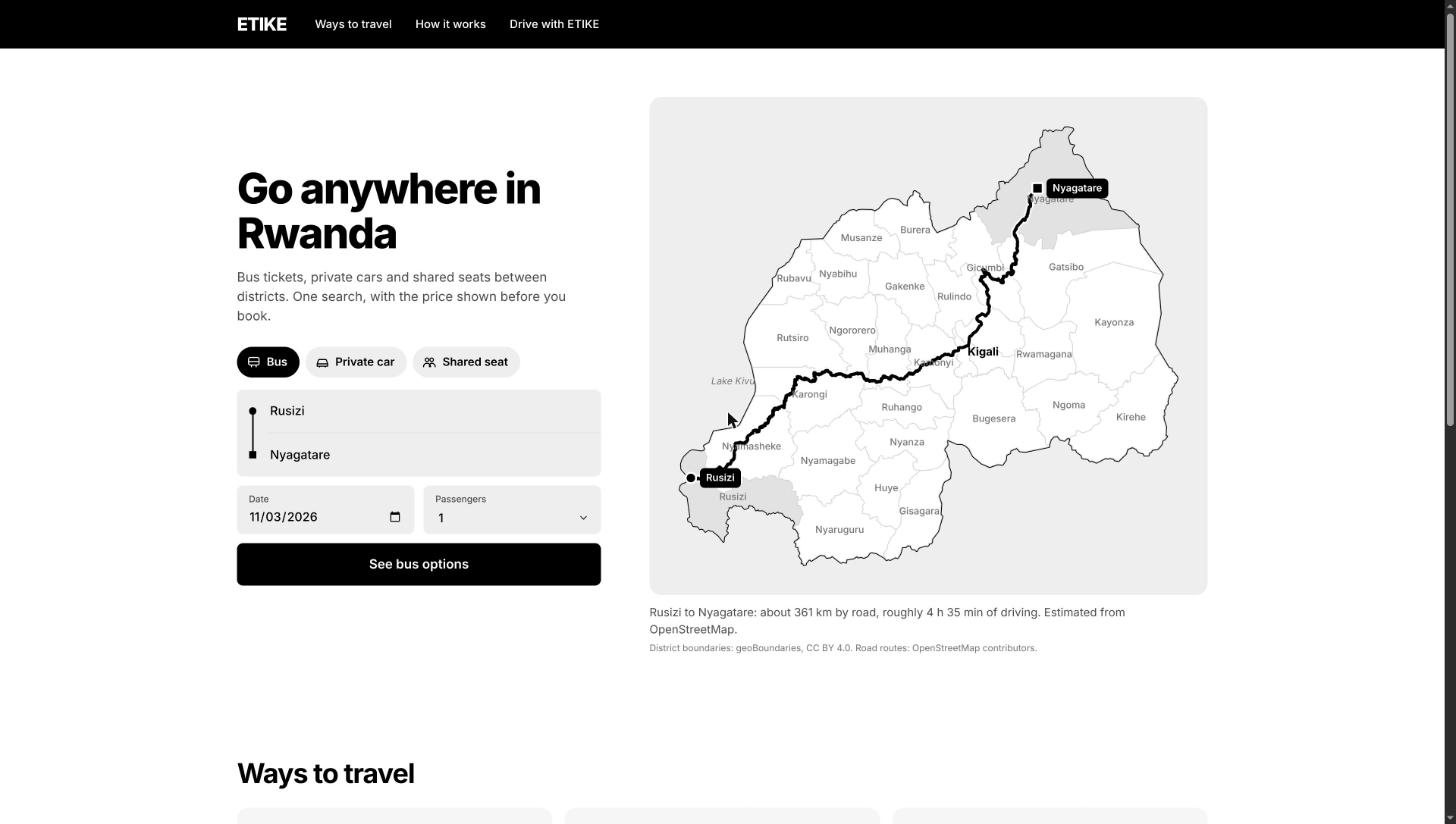 ETIKE
Ways to travel
How it works
Drive with ETIKE
Go anywhere in
Rwanda
Bus tickets, private cars and shared seats between
districts. One search, with the price shown before you
book.
Bus
Private car
Shared seat
Rusizi
Nyagatare
Date
11/03/2026
Passengers
1
See bus options
Nyagatare
Nyagatare
Burera
Musanze
Gicumbi
Gatsibo
Nyabihu
Rubavu
Gakenke
Rulindo
Kayonza
Ngororero
Rutsiro
Muhanga
Kigali
Rwamagana
Kamonyi
Lake Kivu
Karongi
Ruhango
Ngoma
Bugesera
Kirehe
Nyamasheke
Nyanza
Nyamagabe
Rusizi
Huye
Rusizi
Gisagara
Nyaruguru
Rusizi to Nyagatare: about 361 km by road, roughly 4 h 35 min of driving. Estimated from
OpenStreetMap.
District boundaries: geoBoundaries, CC BY 4.0. Road routes: OpenStreetMap contributors.
Ways to travel